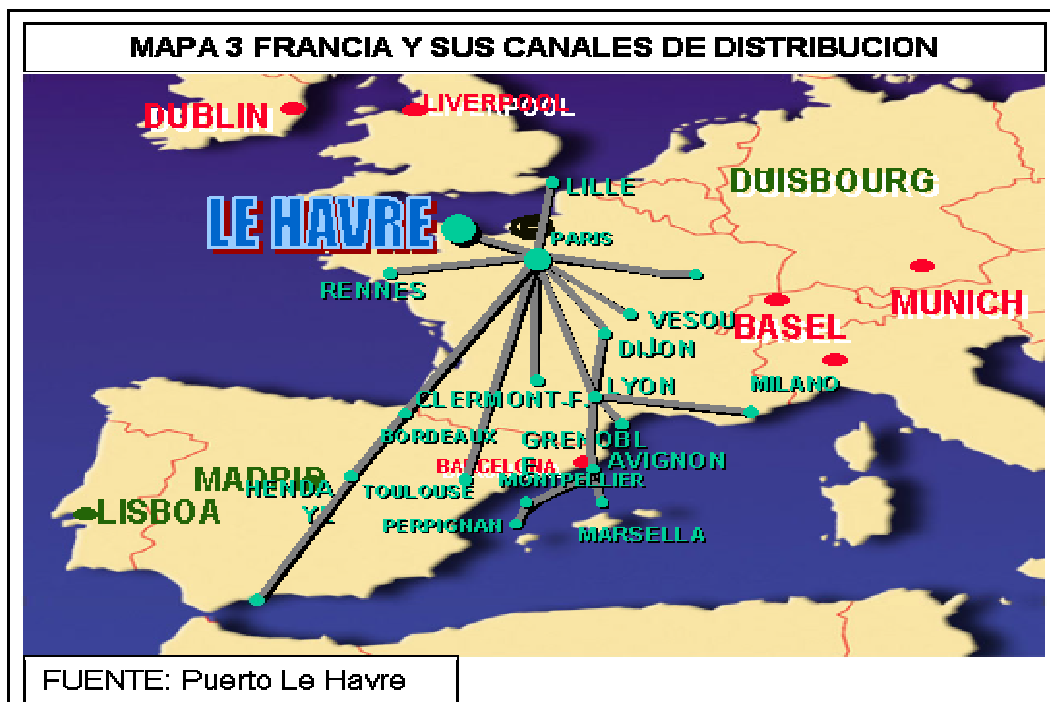 MAPA 3 FRANCIA Y SUS CANALES DE DISTRIBUCION
DUBLIN
LIVERPOOL
LILLE
DUISBOURG
LE HAVRE
PARIS
RENNES
MUNICH
VESOU
L
BASEL
DIJON
LYON
MILANO
CLERMONT-F.
BORDEAUX
GRENOBL
E
BARCELONA
AVIGNON
MADRID
HENDA
YE
TOULOUSE
MONTPELLIER
LISBOA
PERPIGNAN
MARSELLA
FUENTE: Puerto Le Havre